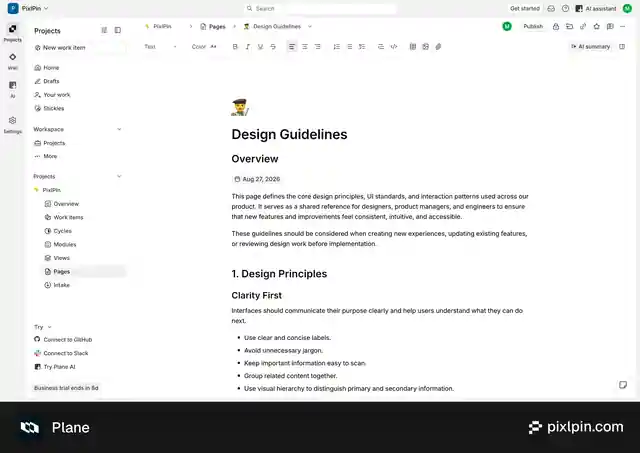 PixlPin
Search
Get started
AI assistant
M
P
Projects
Wiki
AI
Settings
Projects
New work item
Home
Drafts
Your work
Stickies
Workspace
Projects
More
Projects
PixlPin
Overview
Work items
Cycles
Modules
Views
Pages
Intake
Try
Connect to GitHub
Connect to Slack
Try Plane AI
Business trial ends in 8d
PixlPin > Pages > Design Guidelines
M
Publish
Text
Color Aa
B I U S
AI summary
Design Guidelines
Overview
Aug 27, 2026
This page defines the core design principles, UI standards, and interaction patterns used across our
product. It serves as a shared reference for designers, product managers, and engineers to ensure
that new features and improvements feel consistent, intuitive, and accessible.
These guidelines should be considered when creating new experiences, updating existing features,
or reviewing design work before implementation.
1. Design Principles
Clarity First
Interfaces should communicate their purpose clearly and help users understand what they can do
next.
• Use clear and concise labels.
• Avoid unnecessary jargon.
• Keep important information easy to scan.
• Group related content together.
• Use visual hierarchy to distinguish primary and secondary information.
Plane
pixlpin.com